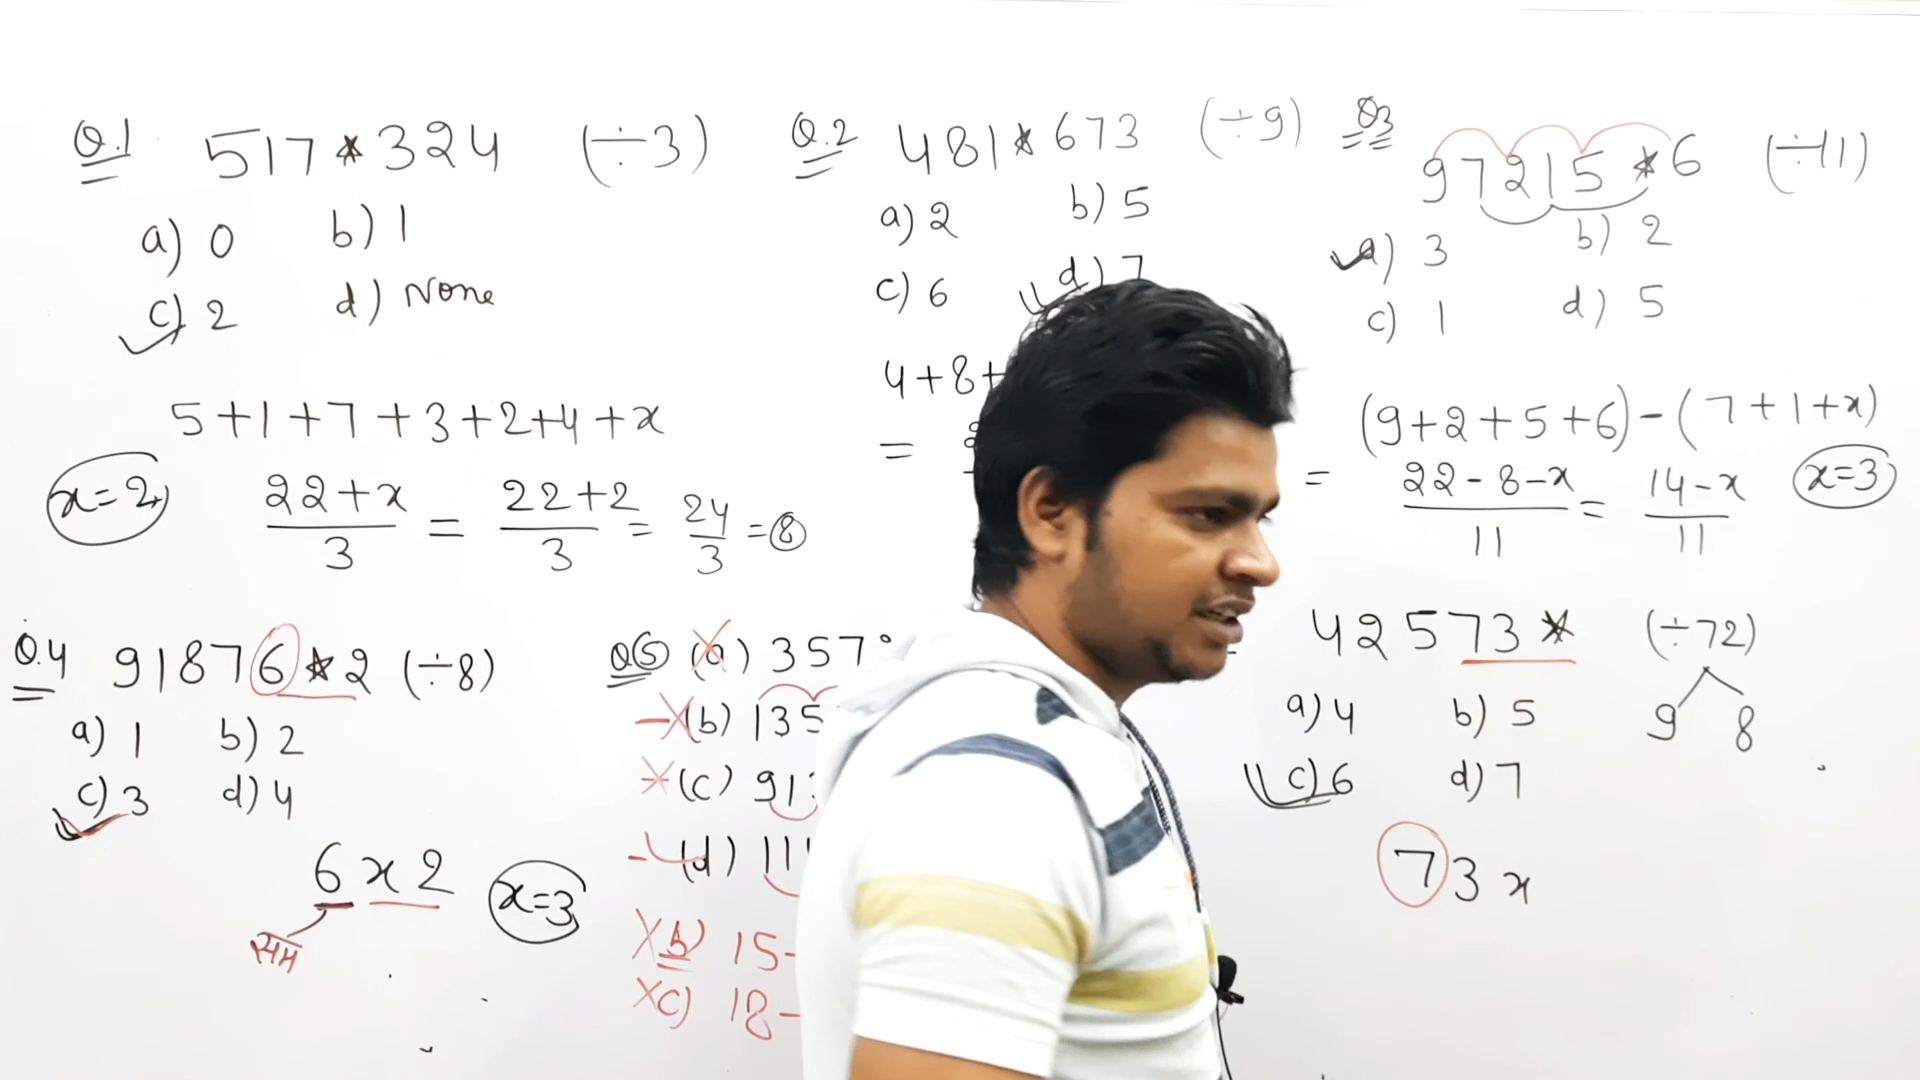 Q.1 517*324 (÷3)
a) 0 b) 1
c) 2 d) None
5+1+7+3+2+4+x
x=2 22+x/3 = 22+2/3 = 24/3 = 8
Q.2 481*673 (÷9)
a) 2 b) 5
c) 6 d) 7
4+8+
=
Q3 97215*6 (÷11)
a) 3 b) 2
c) 1 d) 5
(9+2+5+6)-(7+1+x)
= 22-8-x/11 = 14-x/11 x=3
Q.4 91876*2 (÷8)
a) 1 b) 2
c) 3 d) 4
6x2 x=3
सम
Q5 (a) 357
(b) 135
(c) 91
(d) 11
b) 15-
c) 18-
42573* (÷72)
9 8
a) 4 b) 5
c) 6 d) 7
73x